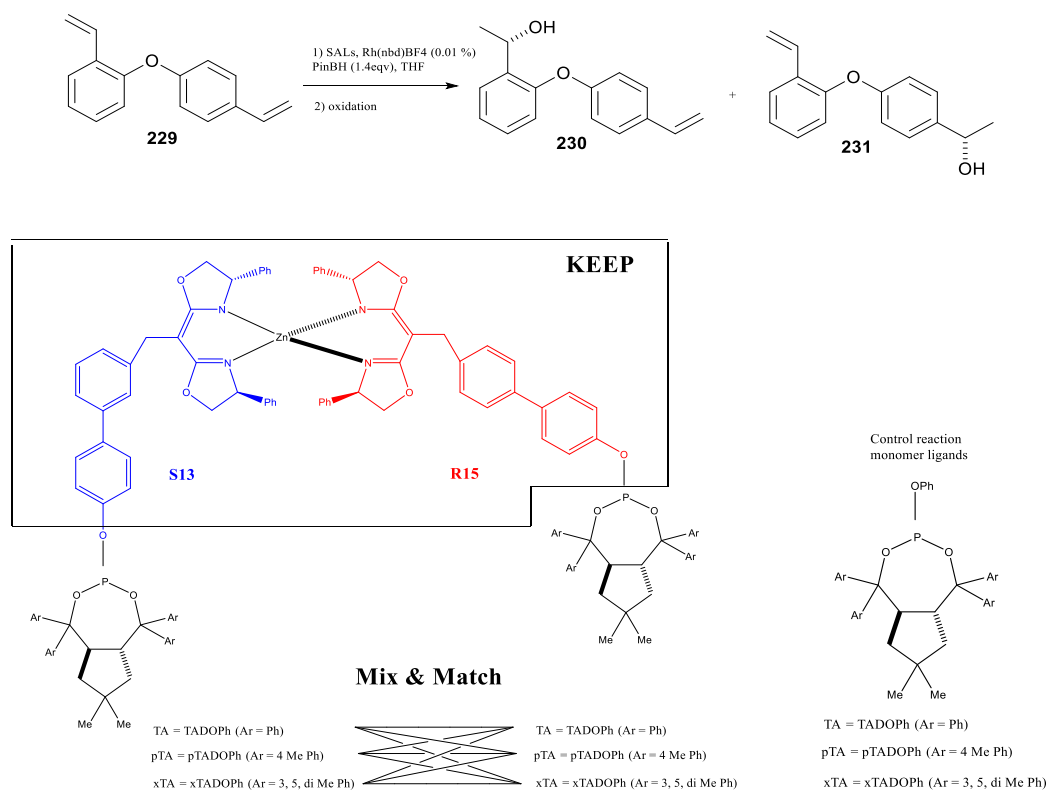 OH
1) SALs, Rh(nbd)BF4 (0.01 %)
PinBH (1.4eqv), THF
2) oxidation
O
O
O
+
229
230
231
OH
KEEP
Ph
Ph
O
O
N
N
Zn
N
N
O
O
Ph
Ph
S13
R15
O
O
P
O
O
Ar
Ar
Ar
Ar
Me
Me
O
P
O
O
Ar
Ar
Ar
Ar
Me
Me
Control reaction
monomer ligands
OPh
P
O
O
Ar
Ar
Ar
Ar
Me
Me
Mix & Match
TA = TADOPh (Ar = Ph)
pTA = pTADOPh (Ar = 4 Me Ph)
xTA = xTADOPh (Ar = 3, 5, di Me Ph)
TA = TADOPh (Ar = Ph)
pTA = pTADOPh (Ar = 4 Me Ph)
xTA = xTADOPh (Ar = 3, 5, di Me Ph)
TA = TADOPh (Ar = Ph)
pTA = pTADOPh (Ar = 4 Me Ph)
xTA = xTADOPh (Ar = 3, 5, di Me Ph)